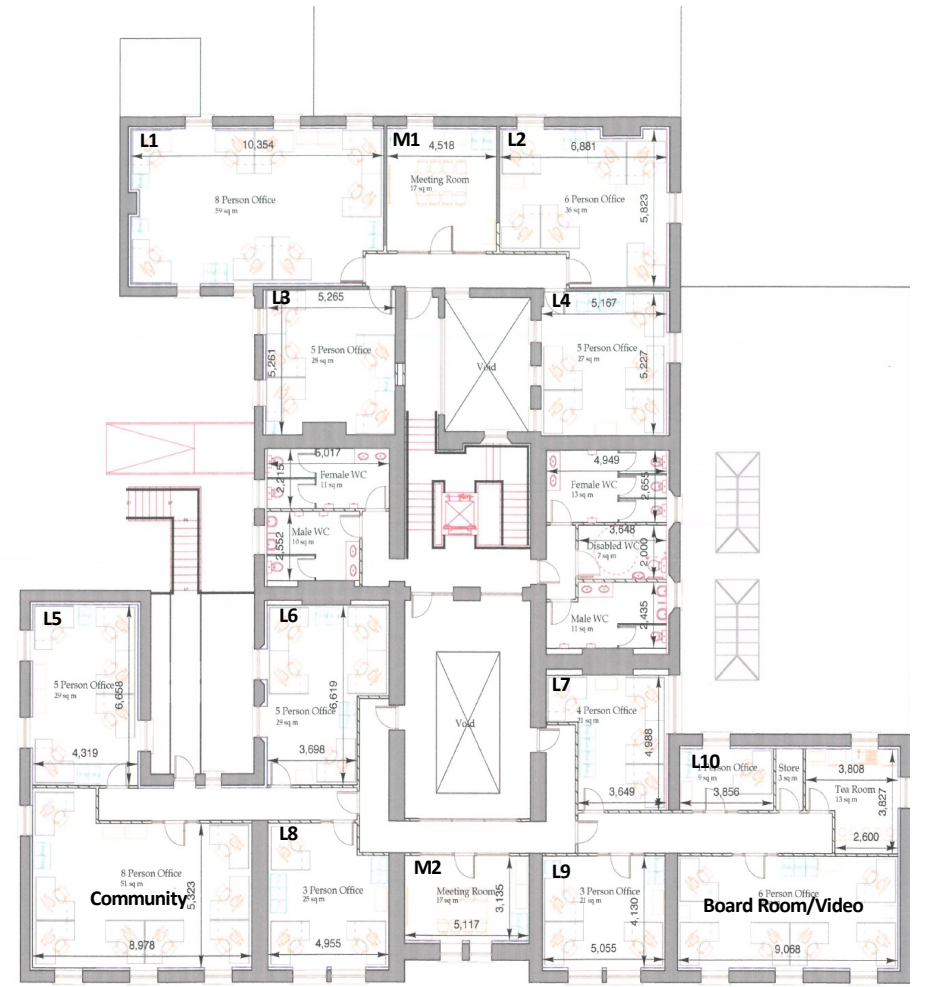 L1
M1
L2
10,354
4,518
6,881
Meeting Room
17 sq m
8 Person Office
59 sq m
6 Person Office
36 sq m
5,823
L3
5,265
L4
5,167
5 Person Office
28 sq m
5,261
5 Person Office
27 sq m
5,227
Void
5,017
2,215
Female WC
11 sq m
4,949
Female WC
13 sq m
2,655
Male WC
10 sq m
2,552
3,648
Disabled WC
7 sq m
2,000
Male WC
11 sq m
2,435
L5
L6
5 Person Office
29 sq m
6,658
4,319
5 Person Office
29 sq m
6,619
3,698
Void
L7
4 Person Office
21 sq m
4,988
3,649
L10
Person Office
9 sq m
3,856
Store
3 sq m
3,808
Tea Room
13 sq m
3,827
2,600
8 Person Office
51 sq m
Community
5,323
8,978
L8
3 Person Office
25 sq m
4,955
M2
Meeting Room
17 sq m
3,135
5,117
L9
3 Person Office
21 sq m
4,130
5,055
6 Person Office
Board Room/Video
9,068